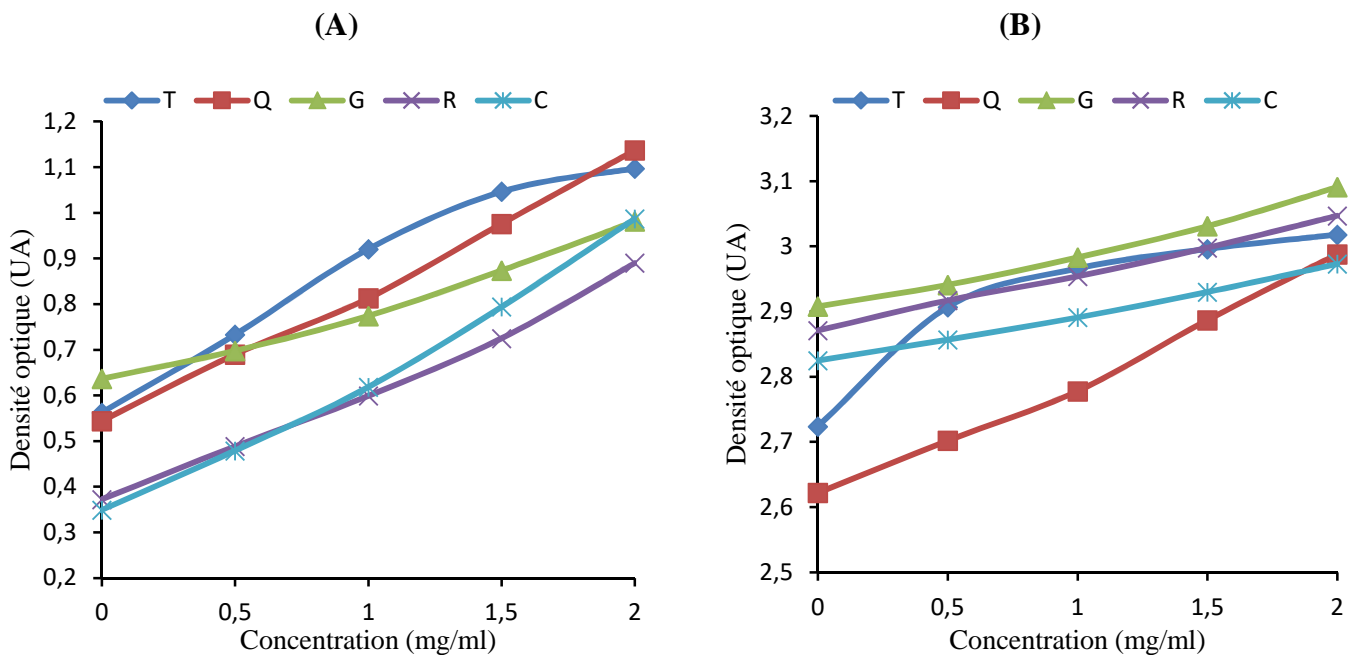 (A)
T Q G R C
1,2
1,1
1
0,9
0,8
0,7
0,6
0,5
0,4
0,3
0,2
0 0,5 1 1,5 2
Densité optique (UA)
Concentration (mg/ml)
(B)
T Q G R C
3,2
3,1
3
2,9
2,8
2,7
2,6
2,5
0 0,5 1 1,5 2
Densité optique (UA)
Concentration (mg/ml)